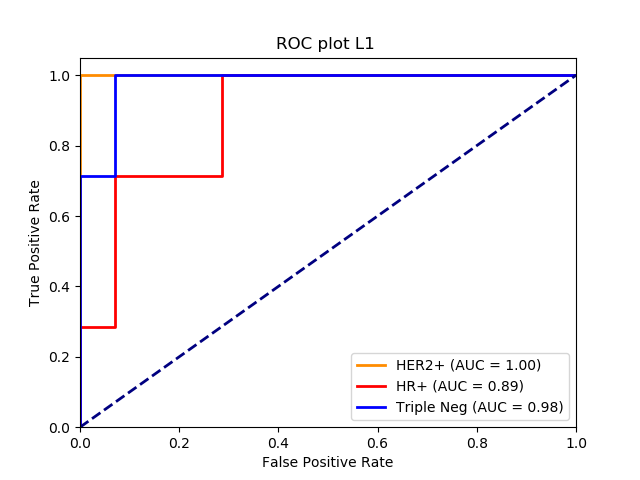 ROC plot L1
True Positive Rate
1.0
0.8
0.6
0.4
0.2
0.0
HER2+ (AUC = 1.00)
HR+ (AUC = 0.89)
Triple Neg (AUC = 0.98)
0.0 0.2 0.4 0.6 0.8 1.0
False Positive Rate